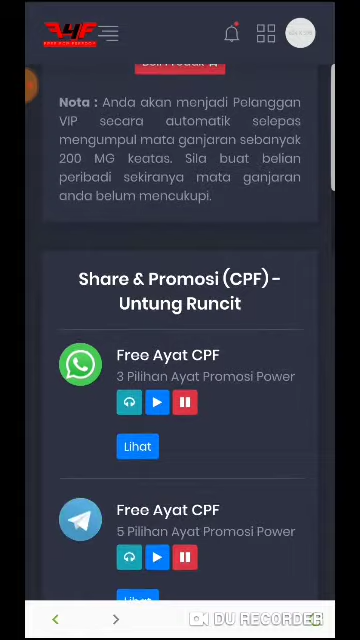 Nota : Anda akan menjadi Pelanggan
VIP secara automatik selepas
mengumpul mata ganjaran sebanyak
200 MG keatas. Sila buat belian
peribadi sekiranya mata ganjaran
anda belum mencukupi.
Share & Promosi (CPF) -
Untung Runcit
Free Ayat CPF
3 Pilihan Ayat Promosi Power
Lihat
Free Ayat CPF
5 Pilihan Ayat Promosi Power
Lihat
DU RECORDER